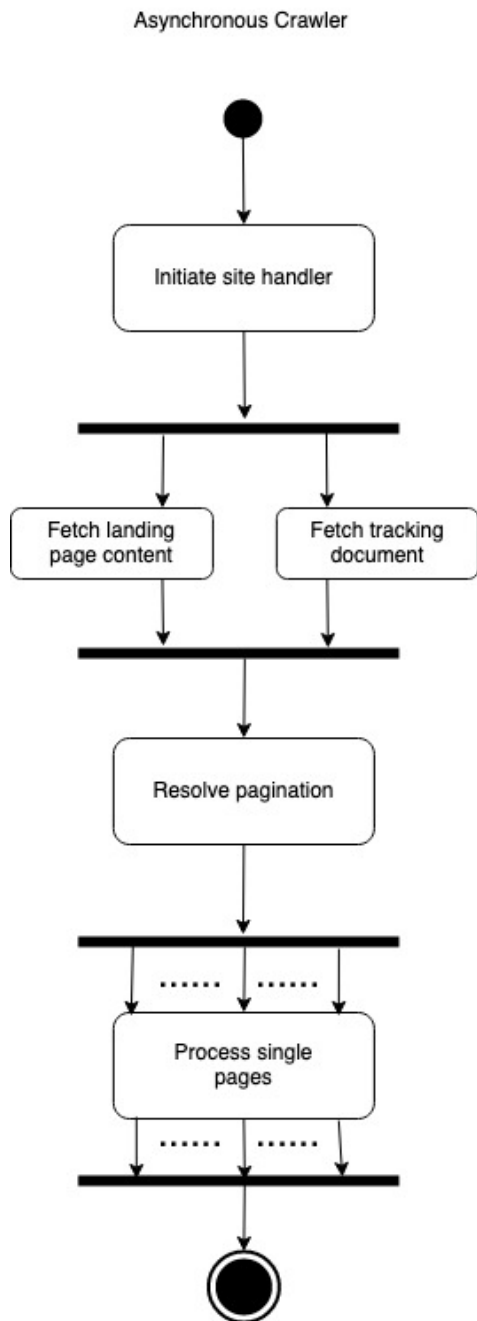 Asynchronous Crawler
Initiate site handler
Fetch landing
page content
Fetch tracking
document
Resolve pagination
Process single
pages